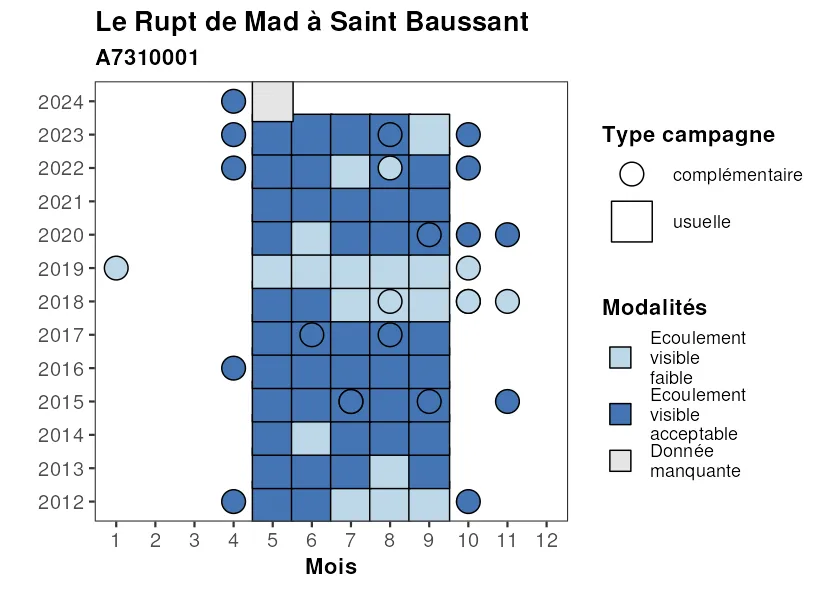 Le Rupt de Mad à Saint Baussant
A7310001
2024
2023
2022
2021
2020
2019
2018
2017
2016
2015
2014
2013
2012
1 2 3 4 5 6 7 8 9 10 11 12
Mois
Type campagne
complémentaire
usuelle
Modalités
Ecoulement
visible
faible
Ecoulement
visible
acceptable
Donnée
manquante